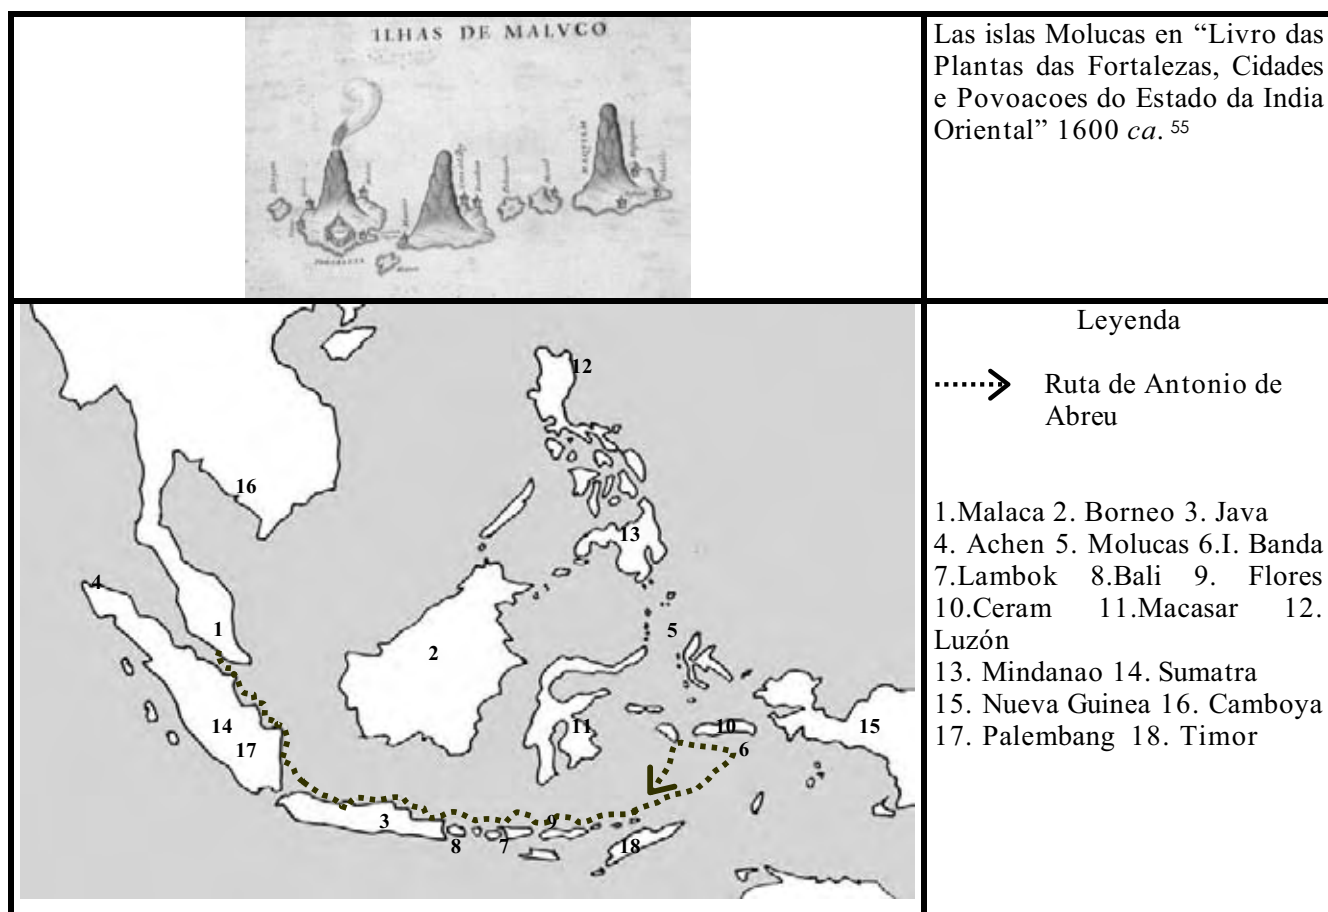 ILHAS DE MALVCO
Las islas Molucas en “Livro das
Plantas das Fortalezas, Cidades
e Povoacoes do Estado da India
Oriental” 1600 ca. 55
Leyenda
Ruta de Antonio de
Abreu
1.Malaca 2. Borneo 3. Java
4. Achen 5. Molucas 6.I. Banda
7.Lambok 8.Bali 9. Flores
10.Ceram 11.Macasar 12.
Luzón
13. Mindanao 14. Sumatra
15. Nueva Guinea 16. Camboya
17. Palembang 18. Timor
12
16
13
4
1
5
2
14
11
10
15
17
6
3
9
8
7
18